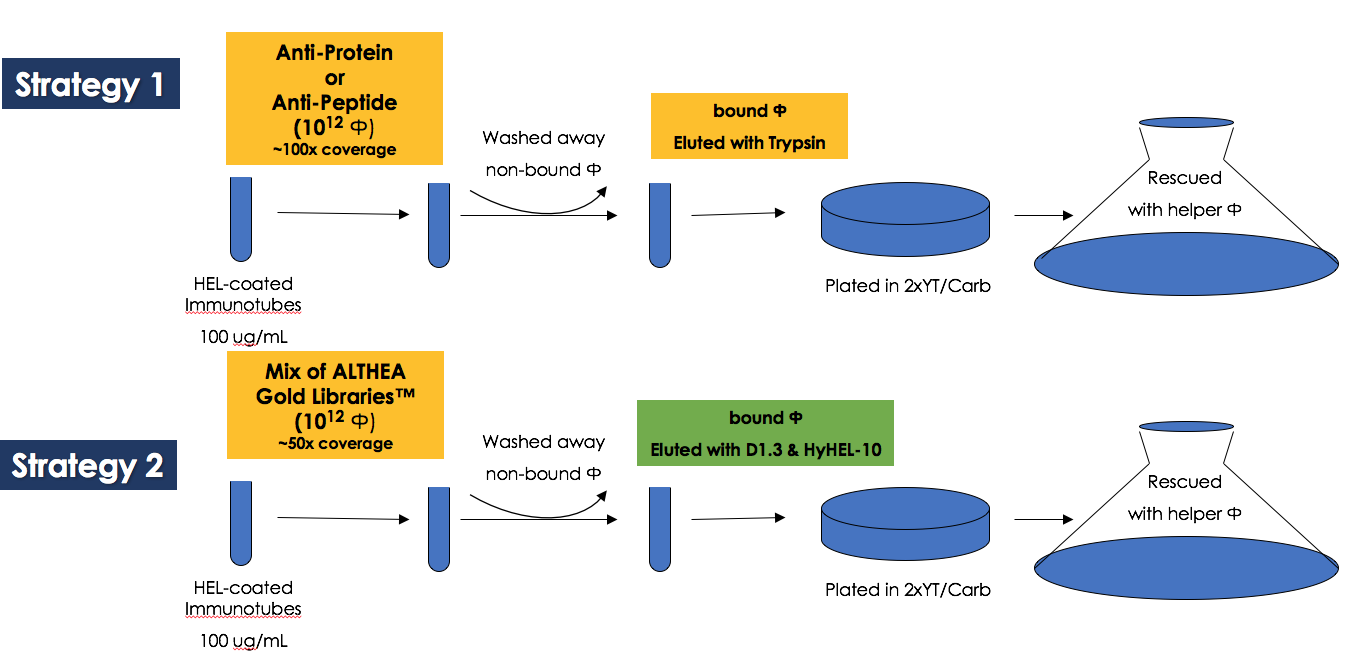 Strategy 1
Anti-Protein
or
Anti-Peptide
(10¹² Φ)
~100x coverage
Washed away
non-bound Φ
bound Φ
Eluted with Trypsin
Rescued
with helper Φ
HEL-coated
Immunotubes
100 ug/mL
Plated in 2xYT/Carb
Strategy 2
Mix of ALTHEA
Gold Libraries™
(10¹² Φ)
~50x coverage
Washed away
non-bound Φ
bound Φ
Eluted with D1.3 & HyHEL-10
Rescued
with helper Φ
HEL-coated
Immunotubes
100 ug/mL
Plated in 2xYT/Carb